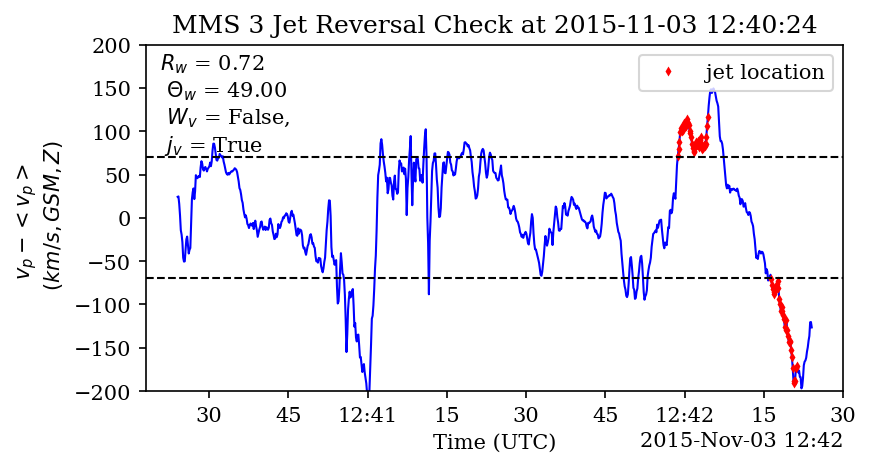 MMS 3 Jet Reversal Check at 2015-11-03 12:40:24
R_w = 0.72
Θ_w = 49.00
W_v = False,
j_v = True
jet location
200
150
100
50
0
−50
−100
−150
−200
v_p − <v_p>
(km/s, GSM, Z)
30 45 12:41 15 30 45 12:42 15 30
Time (UTC)
2015-Nov-03 12:42